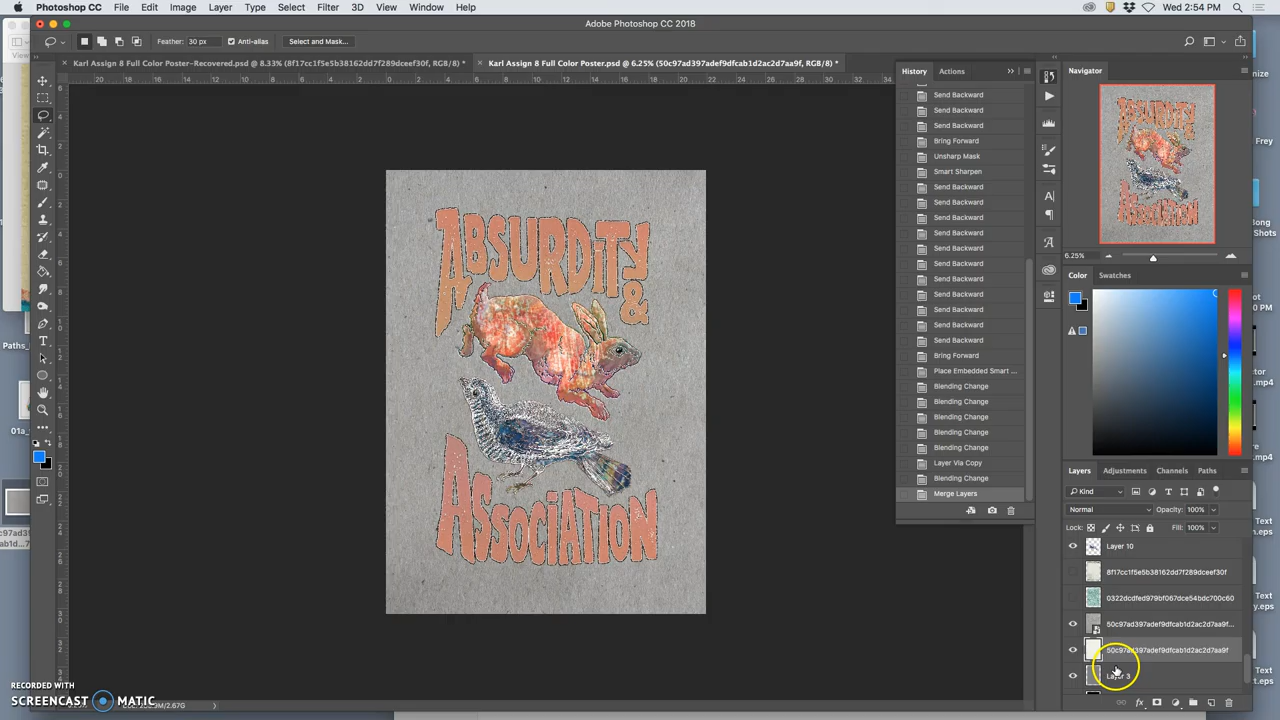 Photoshop CC File Edit Image Layer Type Select Filter 3D View Window Help Wed 2:54 PM
Adobe Photoshop CC 2018
Feather: 30 px Anti-alias Select and Mask...
Karl Assign 8 Full Color Poster-Recovered.psd @ 8.33% (8f17cc1f5e5b38162dd7f289dceef30f, RGB/8) *
Karl Assign 8 Full Color Poster.psd @ 6.25% (50c97ad397adef9dfcab1d2ac2d7aa9f, RGB/8) *
History Actions
Send Backward
Send Backward
Send Backward
Bring Forward
Unsharp Mask
Smart Sharpen
Send Backward
Send Backward
Send Backward
Send Backward
Send Backward
Send Backward
Send Backward
Send Backward
Send Backward
Send Backward
Send Backward
Bring Forward
Place Embedded Smart ...
Blending Change
Blending Change
Blending Change
Blending Change
Blending Change
Layer Via Copy
Blending Change
Merge Layers
Navigator
6.25%
Color Swatches
Layers Adjustments Channels Paths
Kind
Normal Opacity: 100%
Lock: Fill: 100%
Layer 10
8f17cc1f5e5b38162dd7f289dceef30f
0322dcdfed979bf067dce54bdc700c60
50c97ad397adef9dfcab1d2ac2d7aa9f...
50c97ad397adef9dfcab1d2ac2d7aa9f
Layer 3
ABSURDiTY
&
ASSOCiATiON
RECORDED WITH
SCREENCAST MATIC